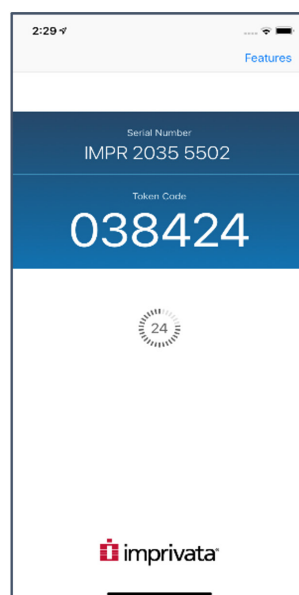 2:29
Features
Serial Number
IMPR 2035 5502
Token Code
038424
24
imprivata